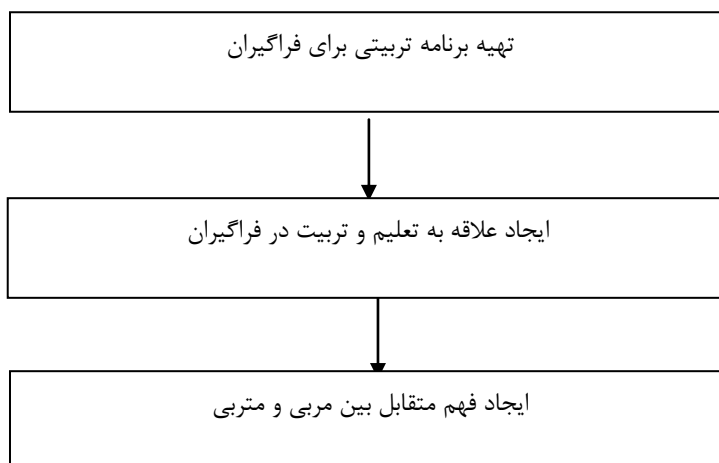 تهیه برنامه تربیتی برای فراگیران
ایجاد علاقه به تعلیم و تربیت در فراگیران
ایجاد فهم متقابل بین مربی و متربی